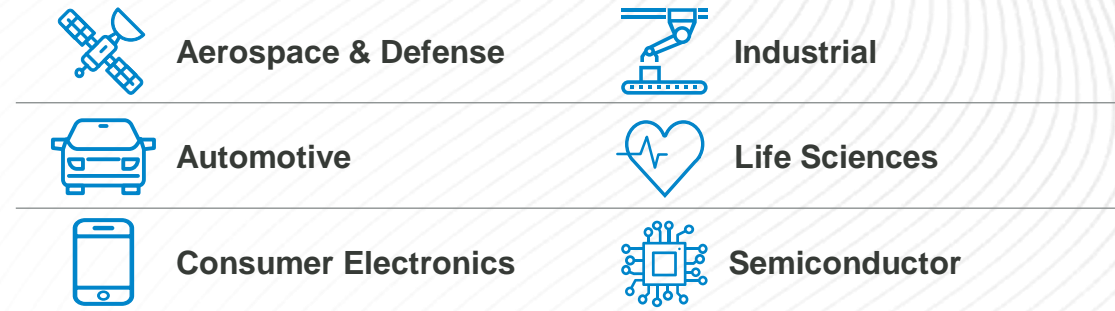 Aerospace & Defense
Industrial
Automotive
Life Sciences
Consumer Electronics
Semiconductor